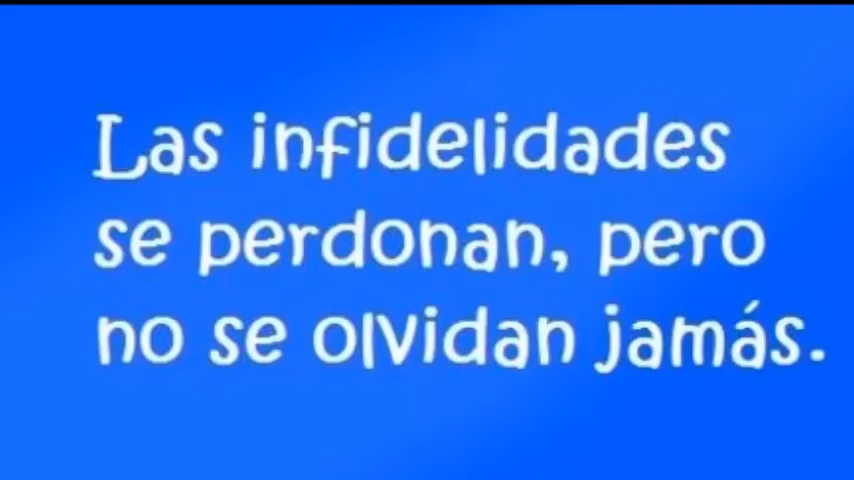 Las infidelidades
se perdonan, pero
no se olvidan jamás.